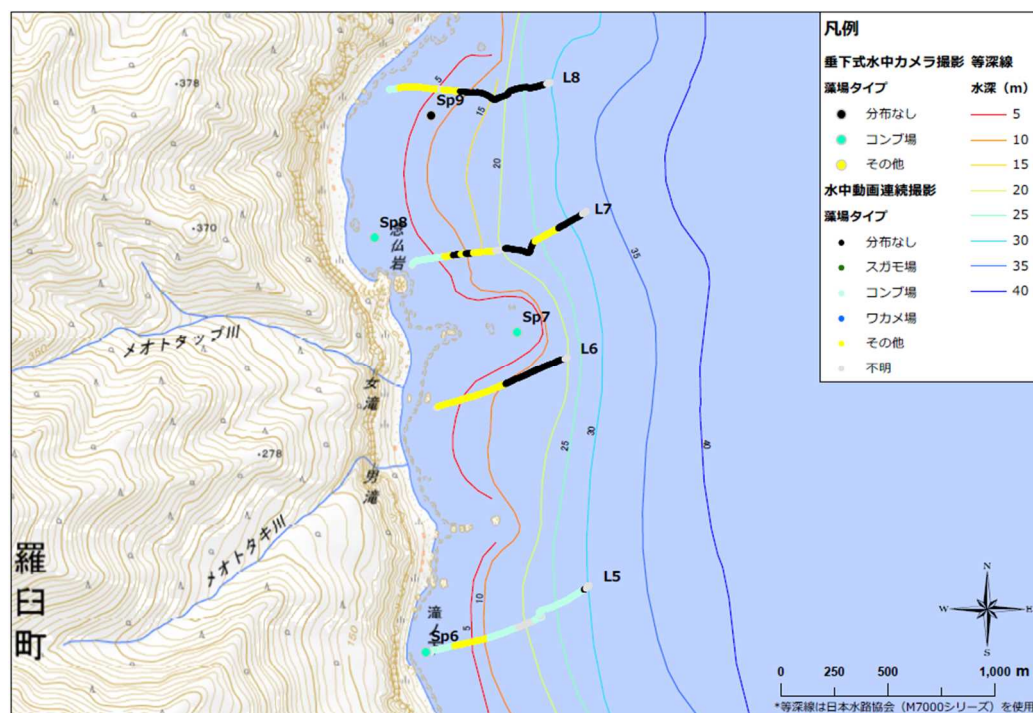 凡例
垂下式水中カメラ撮影
藻場タイプ
分布なし
コンブ場
その他
水中動画連続撮影
藻場タイプ
分布なし
スガモ場
コンブ場
ワカメ場
その他
不明
等深線
水深（m）
5
10
15
20
25
30
35
40
・378
L8
5
Sp9
15
20
L7
・370
Sp8
念仏岩
35
Sp7
350
メオトタップ川
L6
女滝
30
25
40
・278
男滝
メオトタキ川
羅臼町
L5
10
滝ノ
5
Sp6
150
N
W
E
S
0
250
500
1,000 m
*等深線は日本水路協会（M7000シリーズ）を使用